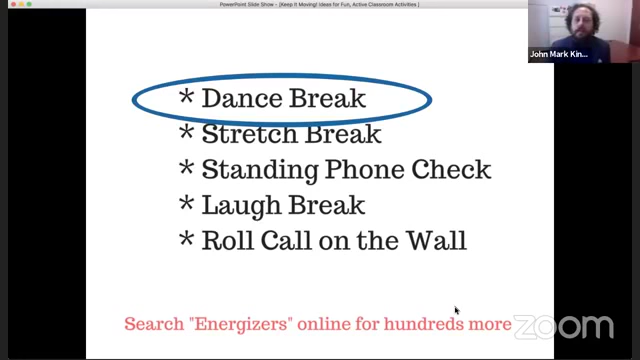 PowerPoint Slide Show - [Keep It Moving! Ideas for Fun, Active Classroom Activities ]
John Mark Kin...
* Dance Break
* Stretch Break
* Standing Phone Check
* Laugh Break
* Roll Call on the Wall
Search "Energizers" online for hundreds more
zoom